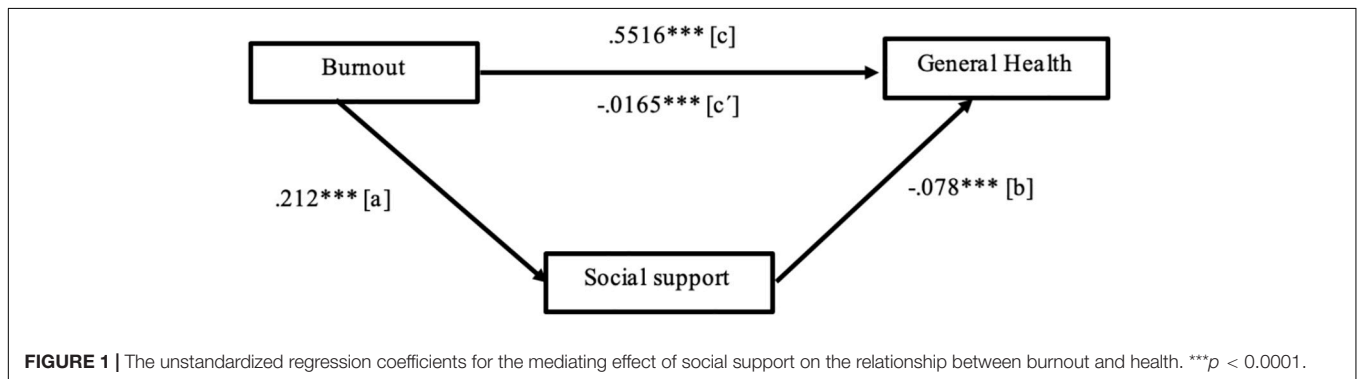 .5516*** [c]
Burnout
General Health
-.0165*** [c´]
.212*** [a]
-.078*** [b]
Social support
FIGURE 1 | The unstandardized regression coefficients for the mediating effect of social support on the relationship between burnout and health. ***p < 0.0001.